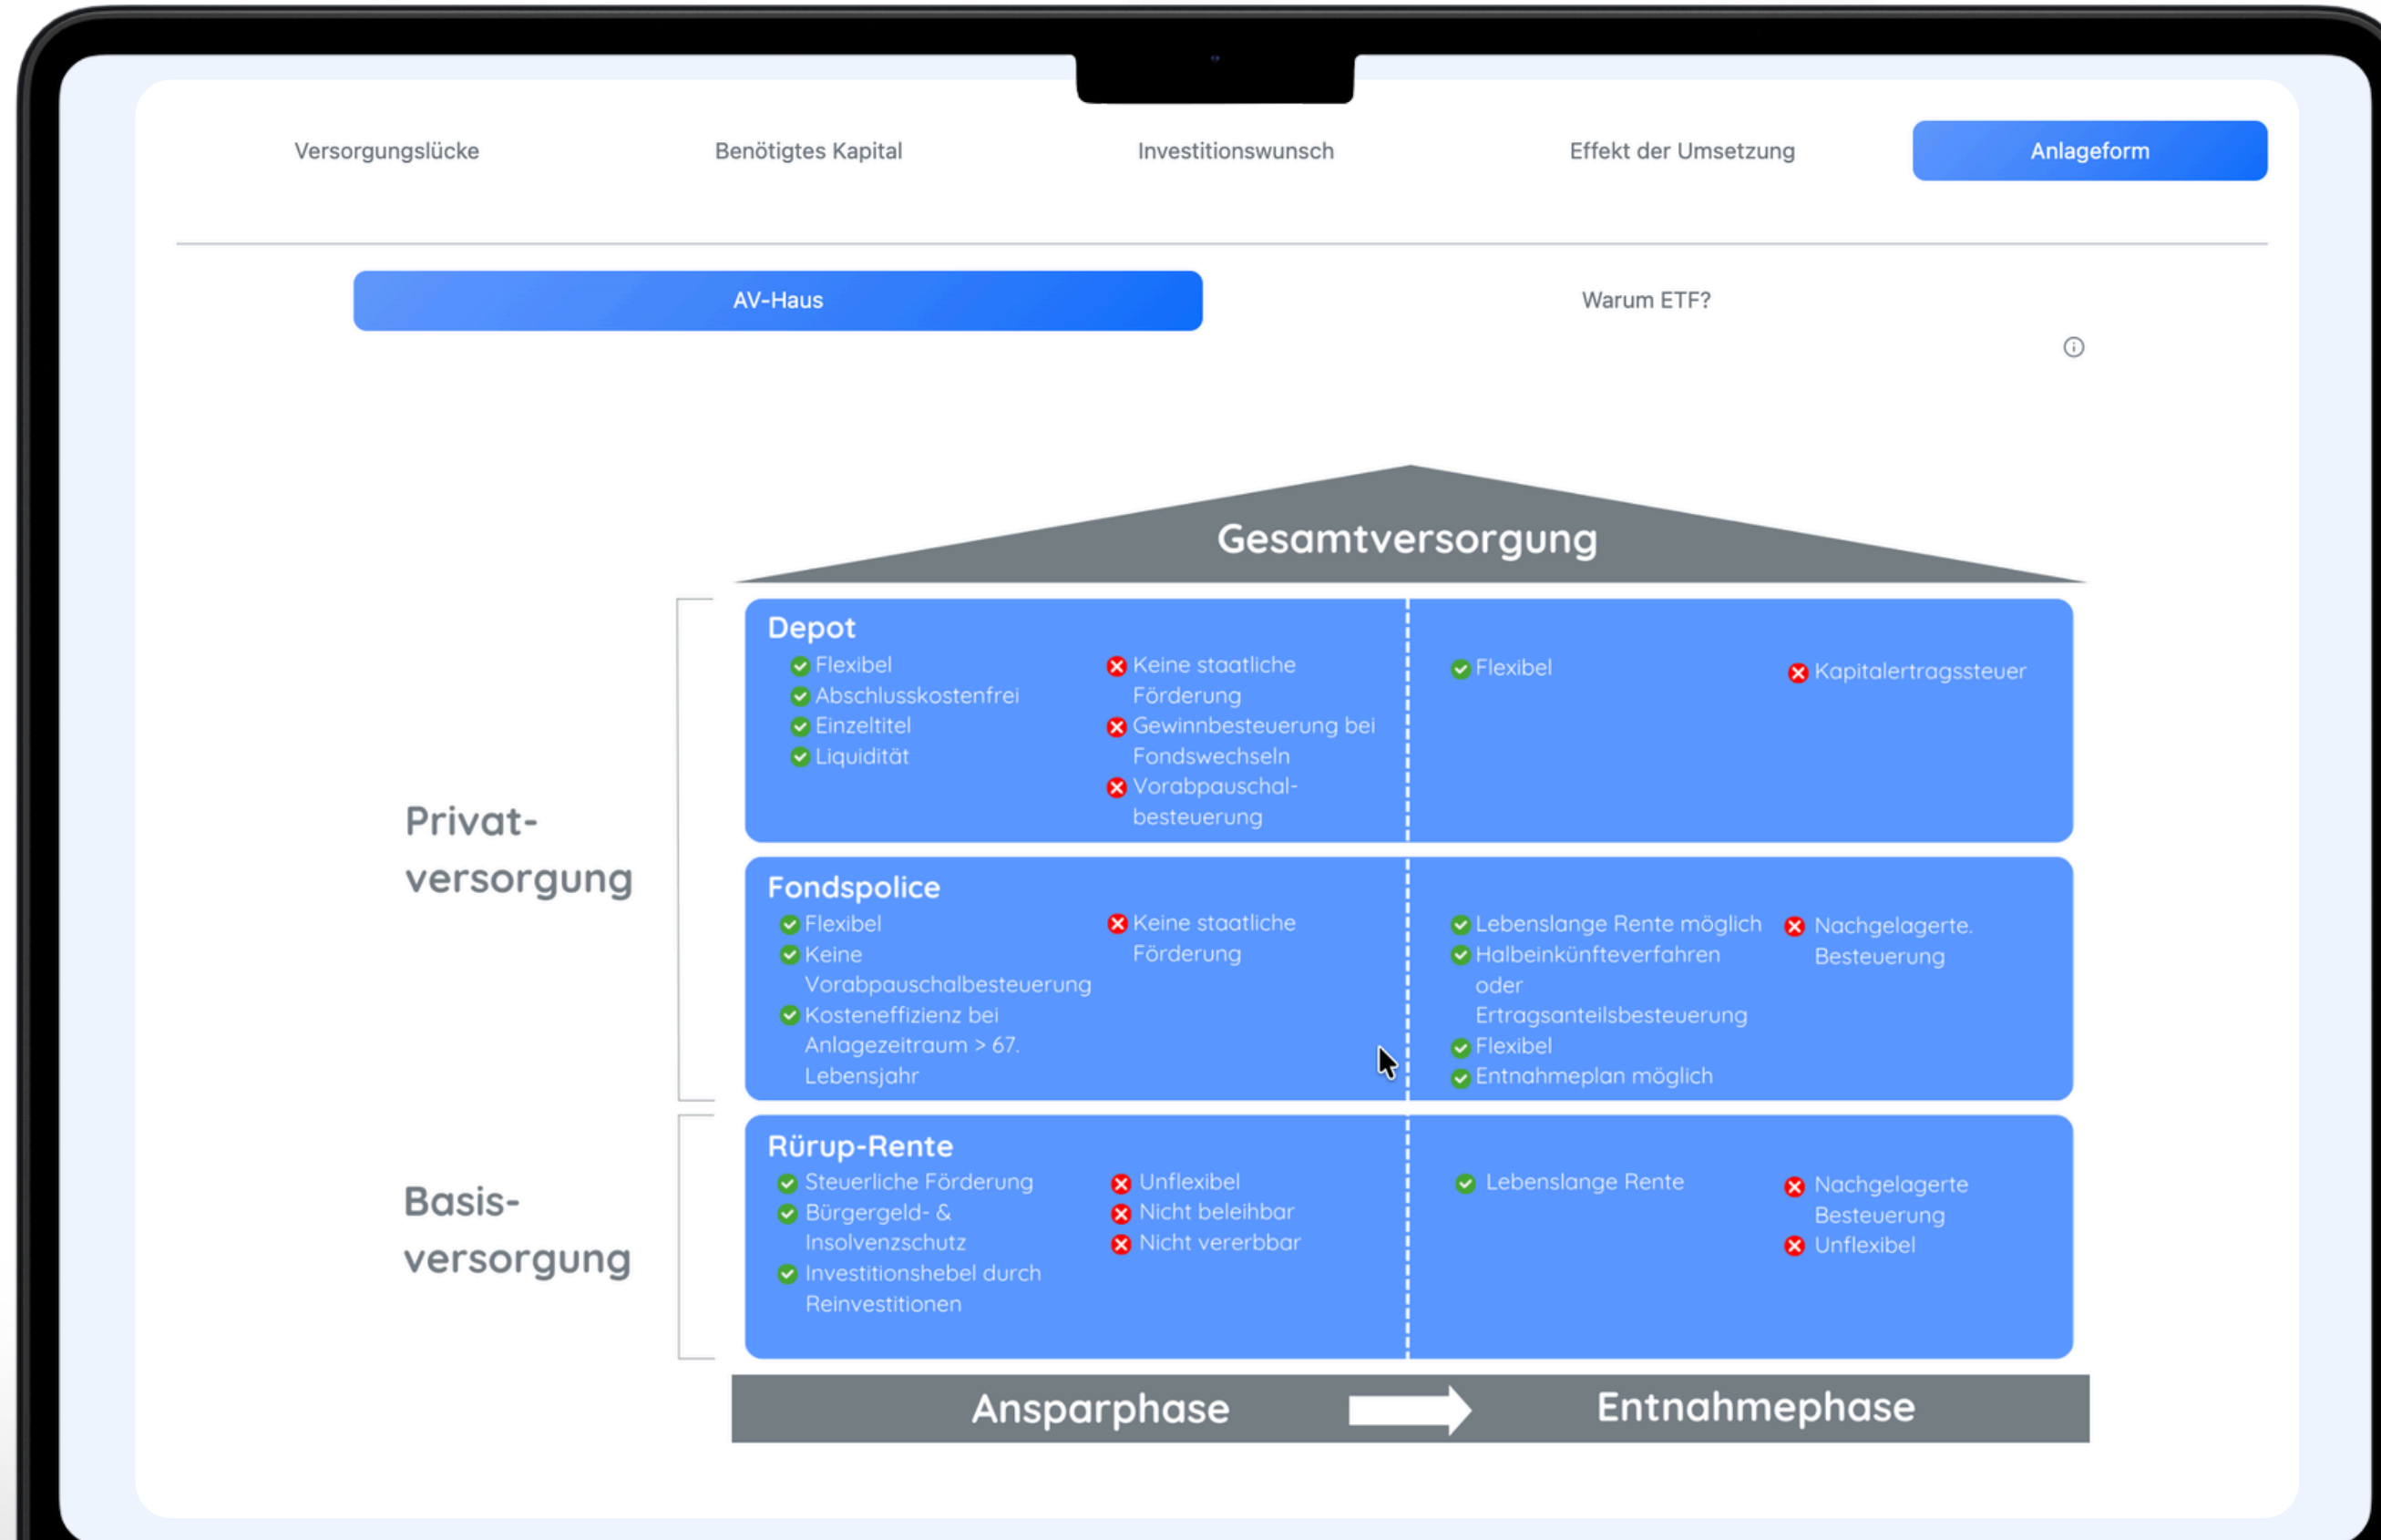 Versorgungslücke
Benötigtes Kapital
Investitionswunsch
Effekt der Umsetzung
Anlageform
AV-Haus
Warum ETF?
Gesamtversorgung
Privat-
versorgung
Depot
Flexibel
Abschlusskostenfrei
Einzeltitel
Liquidität
Keine staatliche
Förderung
Gewinnbesteuerung bei
Fondswechseln
Vorabpauschal-
besteuerung
Flexibel
Kapitalertragssteuer
Fondspolice
Flexibel
Keine
Vorabpauschalbesteuerung
Kosteneffizienz bei
Anlagezeitraum > 67.
Lebensjahr
Keine staatliche
Förderung
Lebenslange Rente möglich
Halbeinkünfteverfahren
oder
Ertragsanteilsbesteuerung
Flexibel
Entnahmeplan möglich
Nachgelagerte.
Besteuerung
Basis-
versorgung
Rürup-Rente
Steuerliche Förderung
Bürgergeld- &
Insolvenzschutz
Investitionshebel durch
Reinvestitionen
Unflexibel
Nicht beleihbar
Nicht vererbbar
Lebenslange Rente
Nachgelagerte
Besteuerung
Unflexibel
Ansparphase
Entnahmephase